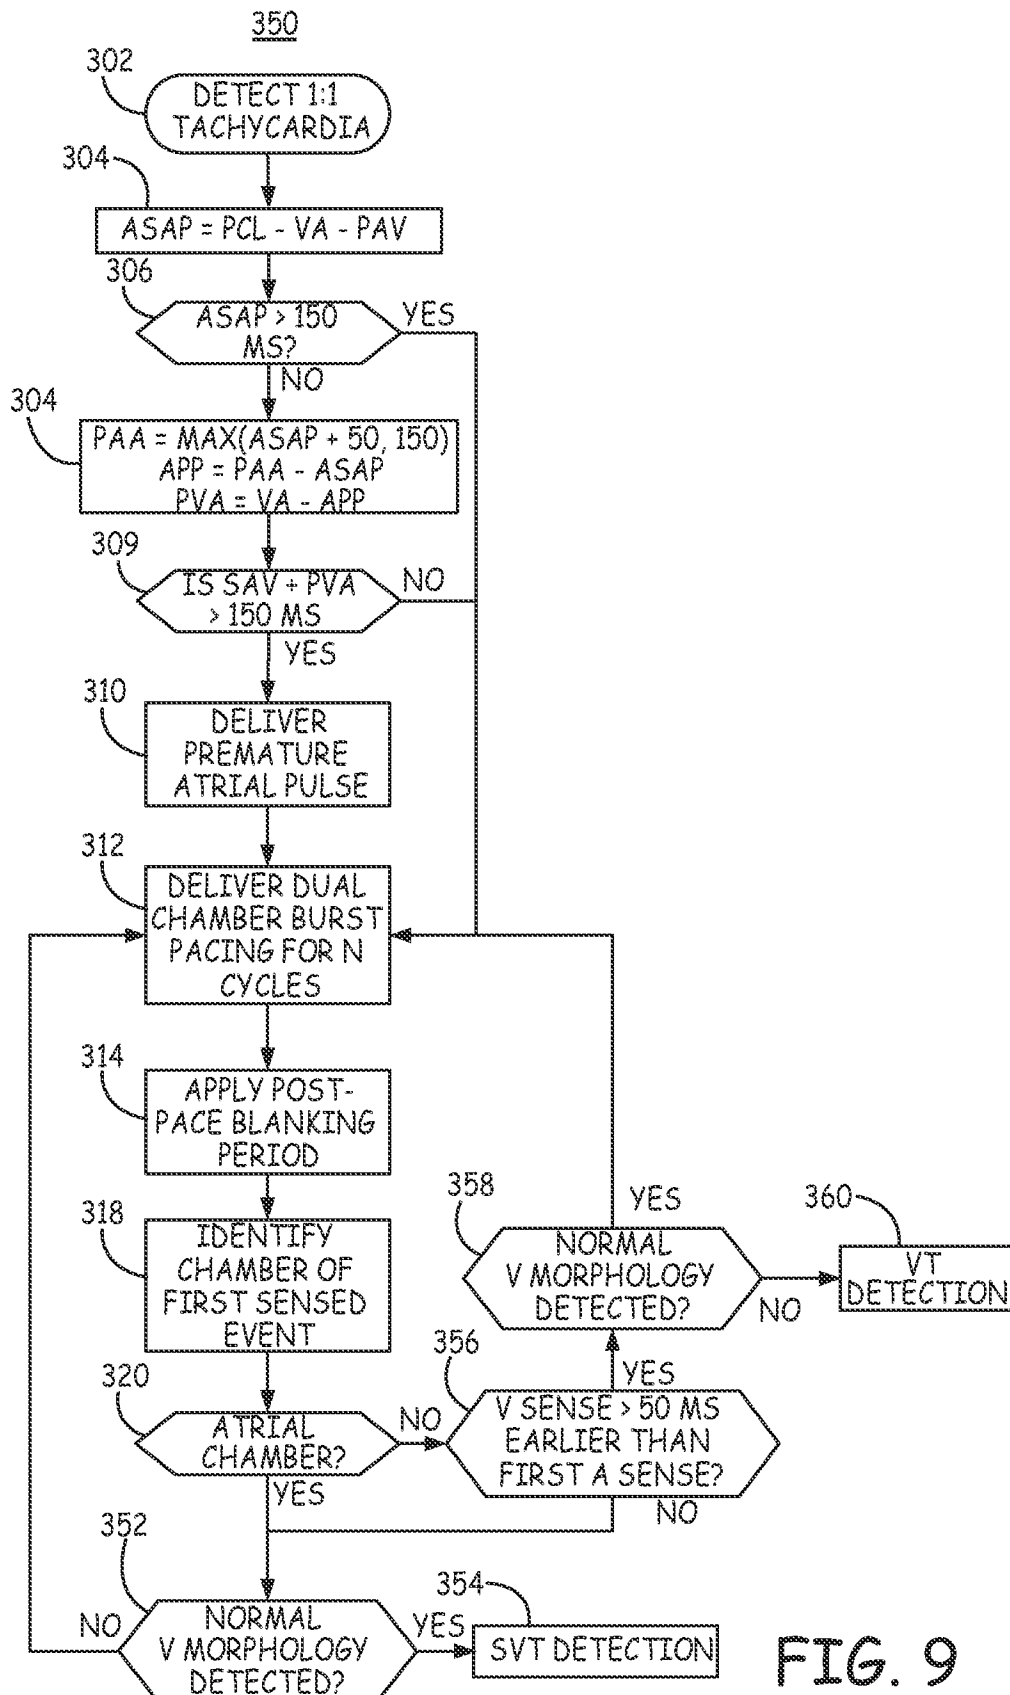 350
302
DETECT 1:1
TACHYCARDIA
304
ASAP = PCL - VA - PAV
306
ASAP > 150
MS?
YES
NO
304
PAA = MAX(ASAP + 50, 150)
APP = PAA - ASAP
PVA = VA - APP
309
IS SAV + PVA
> 150 MS
NO
YES
310
DELIVER
PREMATURE
ATRIAL PULSE
312
DELIVER DUAL
CHAMBER BURST
PACING FOR N
CYCLES
314
APPLY POST-
PACE BLANKING
PERIOD
318
IDENTIFY
CHAMBER OF
FIRST SENSED
EVENT
320
ATRIAL
CHAMBER?
NO
YES
356
V SENSE > 50 MS
EARLIER THAN
FIRST A SENSE?
YES
NO
358
NORMAL
V MORPHOLOGY
DETECTED?
YES
NO
360
VT
DETECTION
352
NORMAL
V MORPHOLOGY
DETECTED?
NO
YES
354
SVT DETECTION
FIG. 9